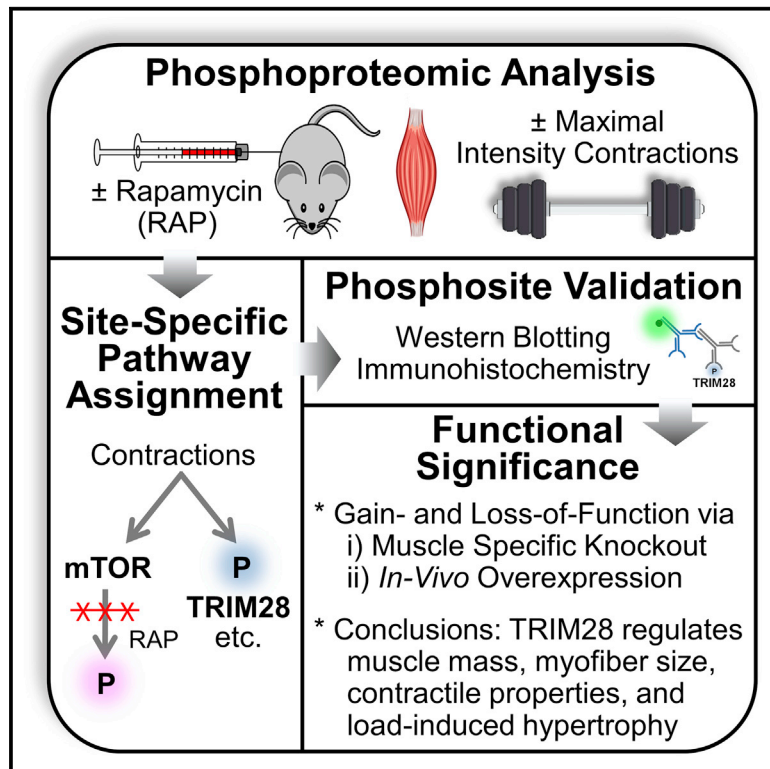 Phosphoproteomic Analysis
± Rapamycin
(RAP)
± Maximal
Intensity Contractions
Site-Specific
Pathway
Assignment
Contractions
mTOR
RAP
P
P
TRIM28
etc.
Phosphosite Validation
Western Blotting
Immunohistochemistry
P
TRIM28
Functional
Significance
* Gain- and Loss-of-Function via
i) Muscle Specific Knockout
ii) In-Vivo Overexpression
* Conclusions: TRIM28 regulates
muscle mass, myofiber size,
contractile properties, and
load-induced hypertrophy